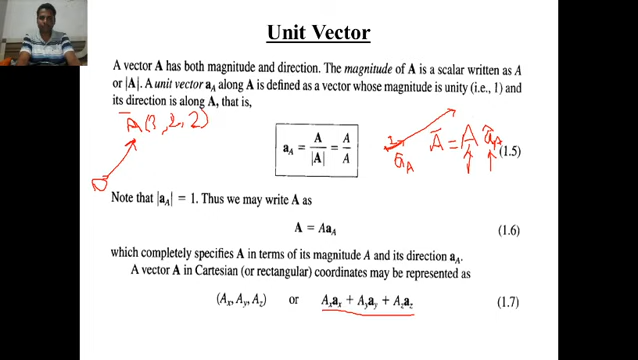 Unit Vector
A vector A has both magnitude and direction. The magnitude of A is a scalar written as A
or |A|. A unit vector a_A along A is defined as a vector whose magnitude is unity (i.e., 1) and
its direction is along A, that is,
Ā(3, 2, 2)
a_A = A/|A| = A/A (1.5)
1
ā_A
Ā = A â_A
Note that |a_A| = 1. Thus we may write A as
A = Aa_A (1.6)
which completely specifies A in terms of its magnitude A and its direction a_A.
A vector A in Cartesian (or rectangular) coordinates may be represented as
(A_x, A_y, A_z) or A_xa_x + A_ya_y + A_za_z (1.7)